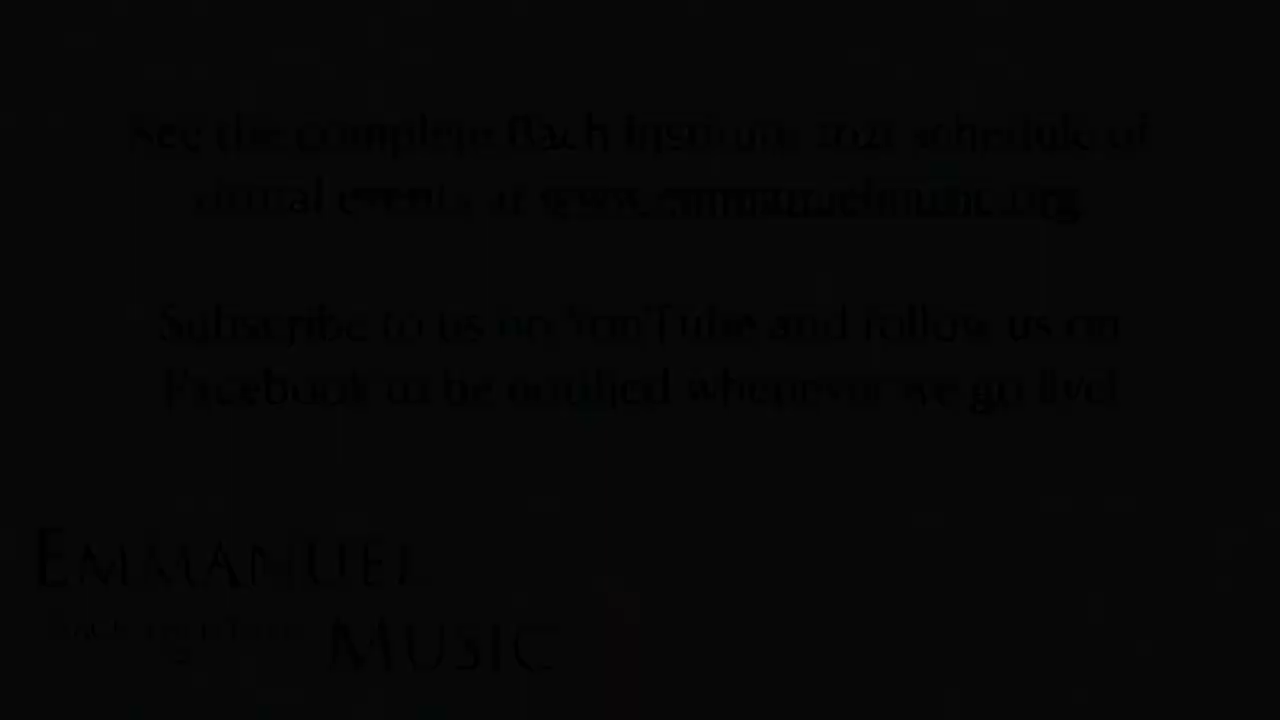 See the complete Bach Institute 2021 schedule of
virtual events at www.emmanuelmusic.org
Subscribe to us on YouTube and follow us on
Facebook to be notified whenever we go live!
EMMANUEL
MUSIC